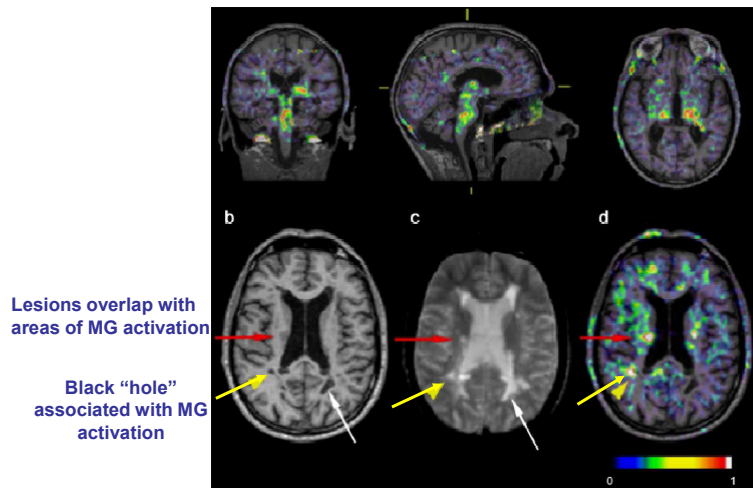 b
c
d
Lesions overlap with
areas of MG activation
Black “hole”
associated with MG
activation
0
1